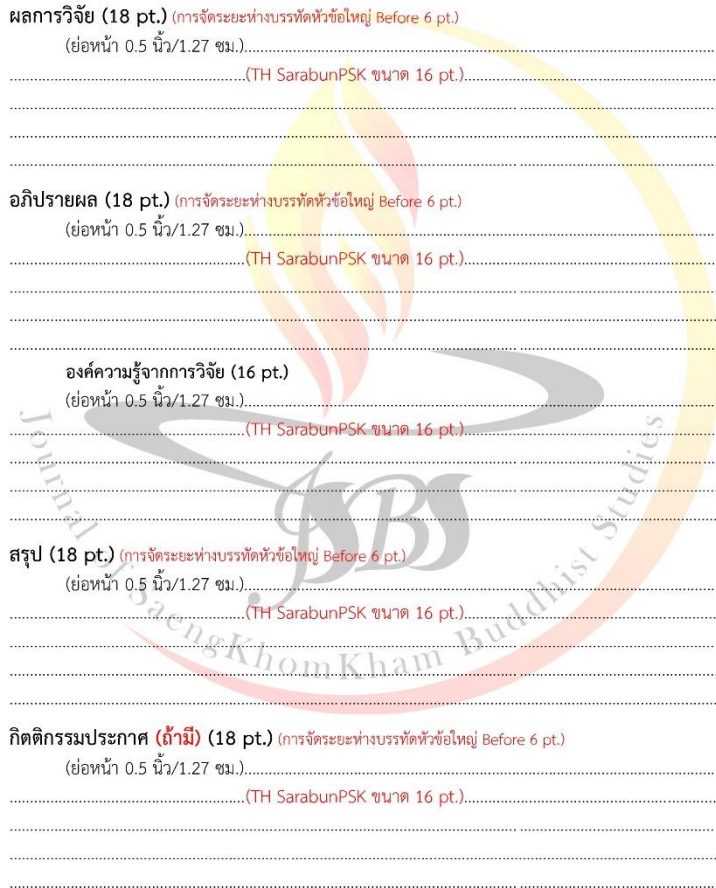 ผลการวิจัย (18 pt.) (การจัดระยะห่างบรรทัดหัวข้อใหญ่ Before 6 pt.)
(ย่อหน้า 0.5 นิ้ว/1.27 ซม.)....................
....................(TH SarabunPSK ขนาด 16 pt.)....................
อภิปรายผล (18 pt.) (การจัดระยะห่างบรรทัดหัวข้อใหญ่ Before 6 pt.)
(ย่อหน้า 0.5 นิ้ว/1.27 ซม.)....................
....................(TH SarabunPSK ขนาด 16 pt.)....................
องค์ความรู้จากการวิจัย (16 pt.)
(ย่อหน้า 0.5 นิ้ว/1.27 ซม.)....................
....................(TH SarabunPSK ขนาด 16 pt.)....................
สรุป (18 pt.) (การจัดระยะห่างบรรทัดหัวข้อใหญ่ Before 6 pt.)
(ย่อหน้า 0.5 นิ้ว/1.27 ซม.)....................
....................(TH SarabunPSK ขนาด 16 pt.)....................
กิตติกรรมประกาศ (ถ้ามี) (18 pt.) (การจัดระยะห่างบรรทัดหัวข้อใหญ่ Before 6 pt.)
(ย่อหน้า 0.5 นิ้ว/1.27 ซม.)....................
....................(TH SarabunPSK ขนาด 16 pt.)....................
JSBS
Journal of SaengKhomKham Buddhist Studies